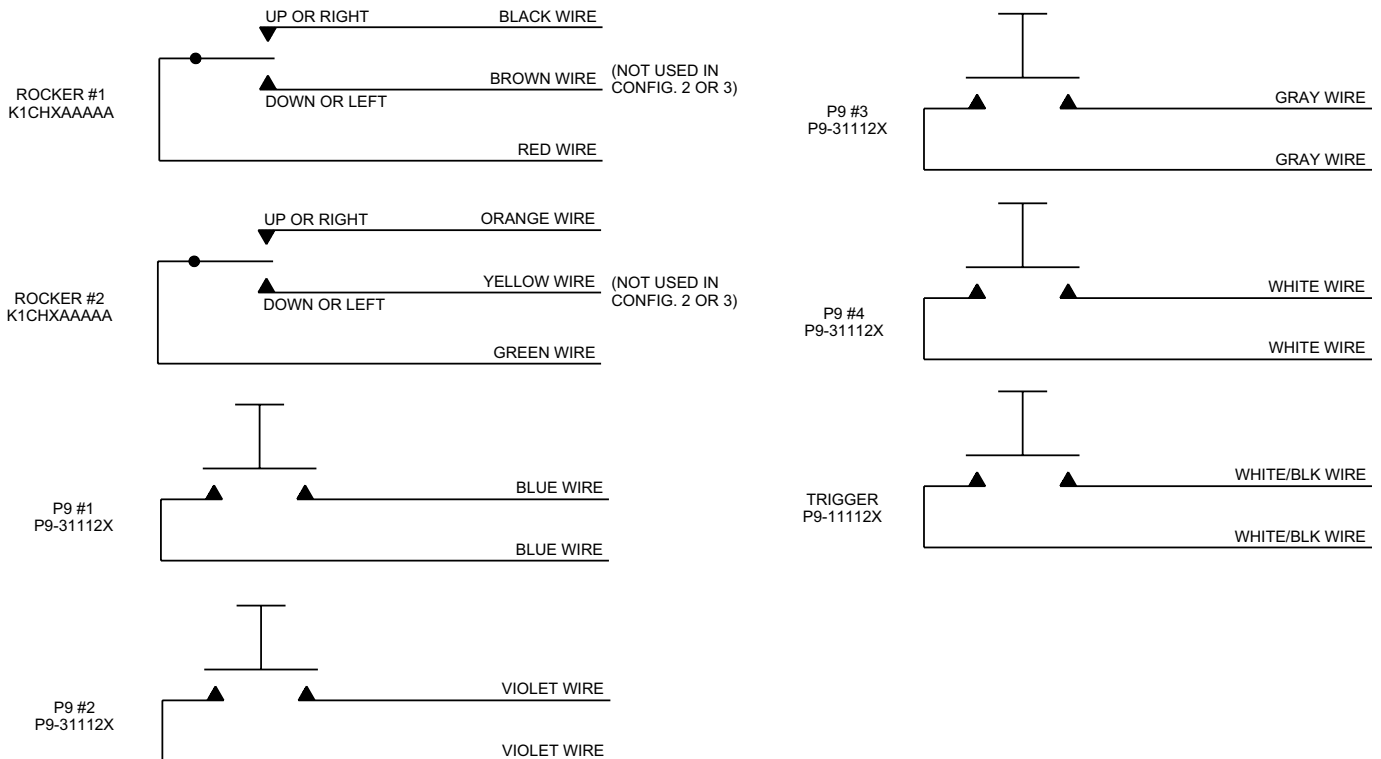 UP OR RIGHT
BLACK WIRE
ROCKER #1
K1CHXAAAAA
BROWN WIRE
(NOT USED IN
CONFIG. 2 OR 3)
DOWN OR LEFT
RED WIRE
UP OR RIGHT
ORANGE WIRE
ROCKER #2
K1CHXAAAAA
YELLOW WIRE
(NOT USED IN
CONFIG. 2 OR 3)
DOWN OR LEFT
GREEN WIRE
P9 #1
P9-31112X
BLUE WIRE
BLUE WIRE
P9 #2
P9-31112X
VIOLET WIRE
VIOLET WIRE
P9 #3
P9-31112X
GRAY WIRE
GRAY WIRE
P9 #4
P9-31112X
WHITE WIRE
WHITE WIRE
TRIGGER
P9-11112X
WHITE/BLK WIRE
WHITE/BLK WIRE